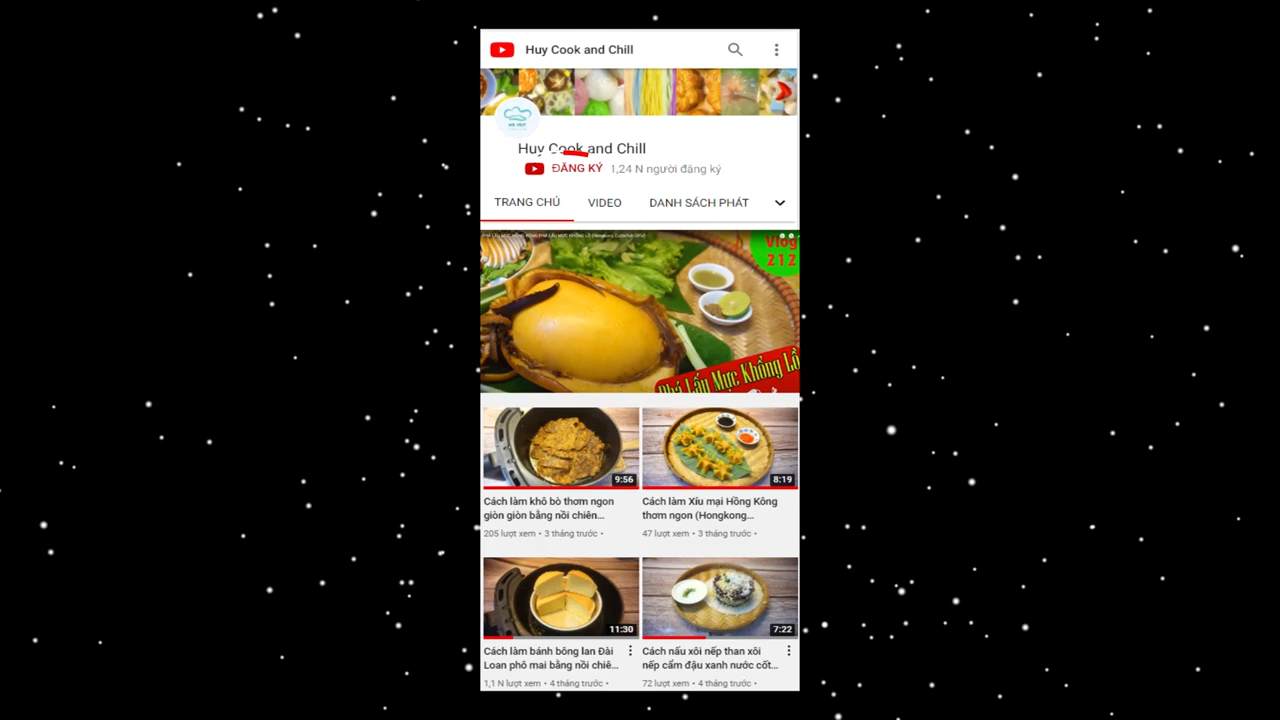 Huy Cook and Chill
Huy Cook and Chill
ĐĂNG KÝ 1,24 N người đăng ký
TRANG CHỦ VIDEO DANH SÁCH PHÁT
Vlog
212
Phá Lấu Mực Khổng Lồ
9:56
8:19
Cách làm khô bò thơm ngon
giòn giòn bằng nồi chiên...
205 lượt xem • 3 tháng trước •
Cách làm Xíu mại Hồng Kông
thơm ngon (Hongkong...
47 lượt xem • 3 tháng trước •
11:30
7:22
Cách làm bánh bông lan Đài
Loan phô mai bằng nồi chiê...
1,1 N lượt xem • 4 tháng trước •
Cách nấu xôi nếp than xôi
nếp cẩm đậu xanh nước cốt...
72 lượt xem • 4 tháng trước •